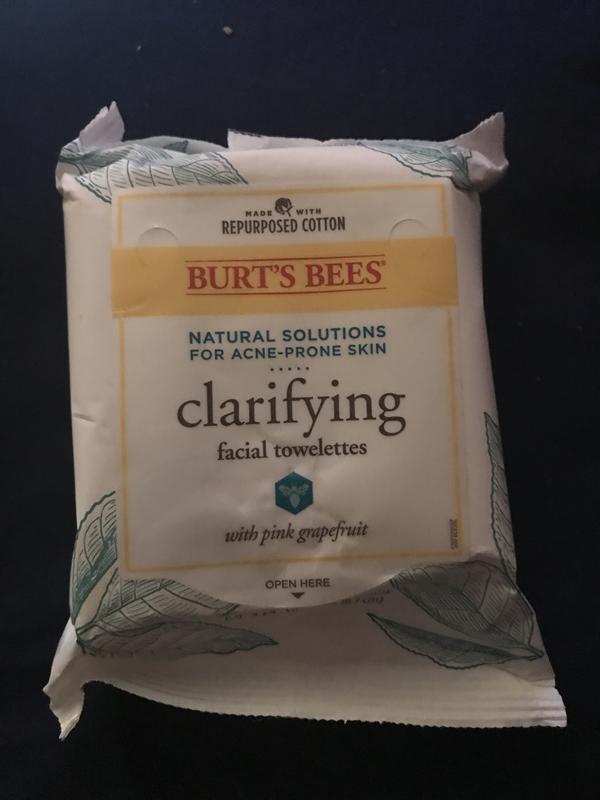 MADE WITH
REPURPOSED COTTON
BURT'S BEES®
NATURAL SOLUTIONS
FOR ACNE-PRONE SKIN
clarifying
facial towelettes
with pink grapefruit
OPEN HERE